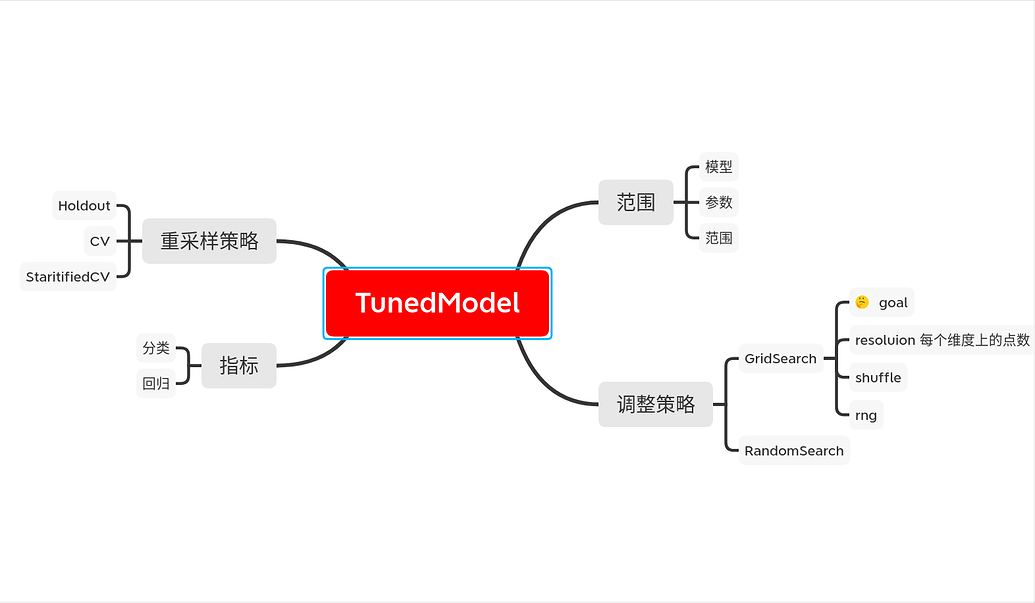 TunedModel
范围
模型
参数
范围
调整策略
GridSearch
goal
resoluion 每个维度上的点数
shuffle
rng
RandomSearch
重采样策略
Holdout
CV
StaritifiedCV
指标
分类
回归